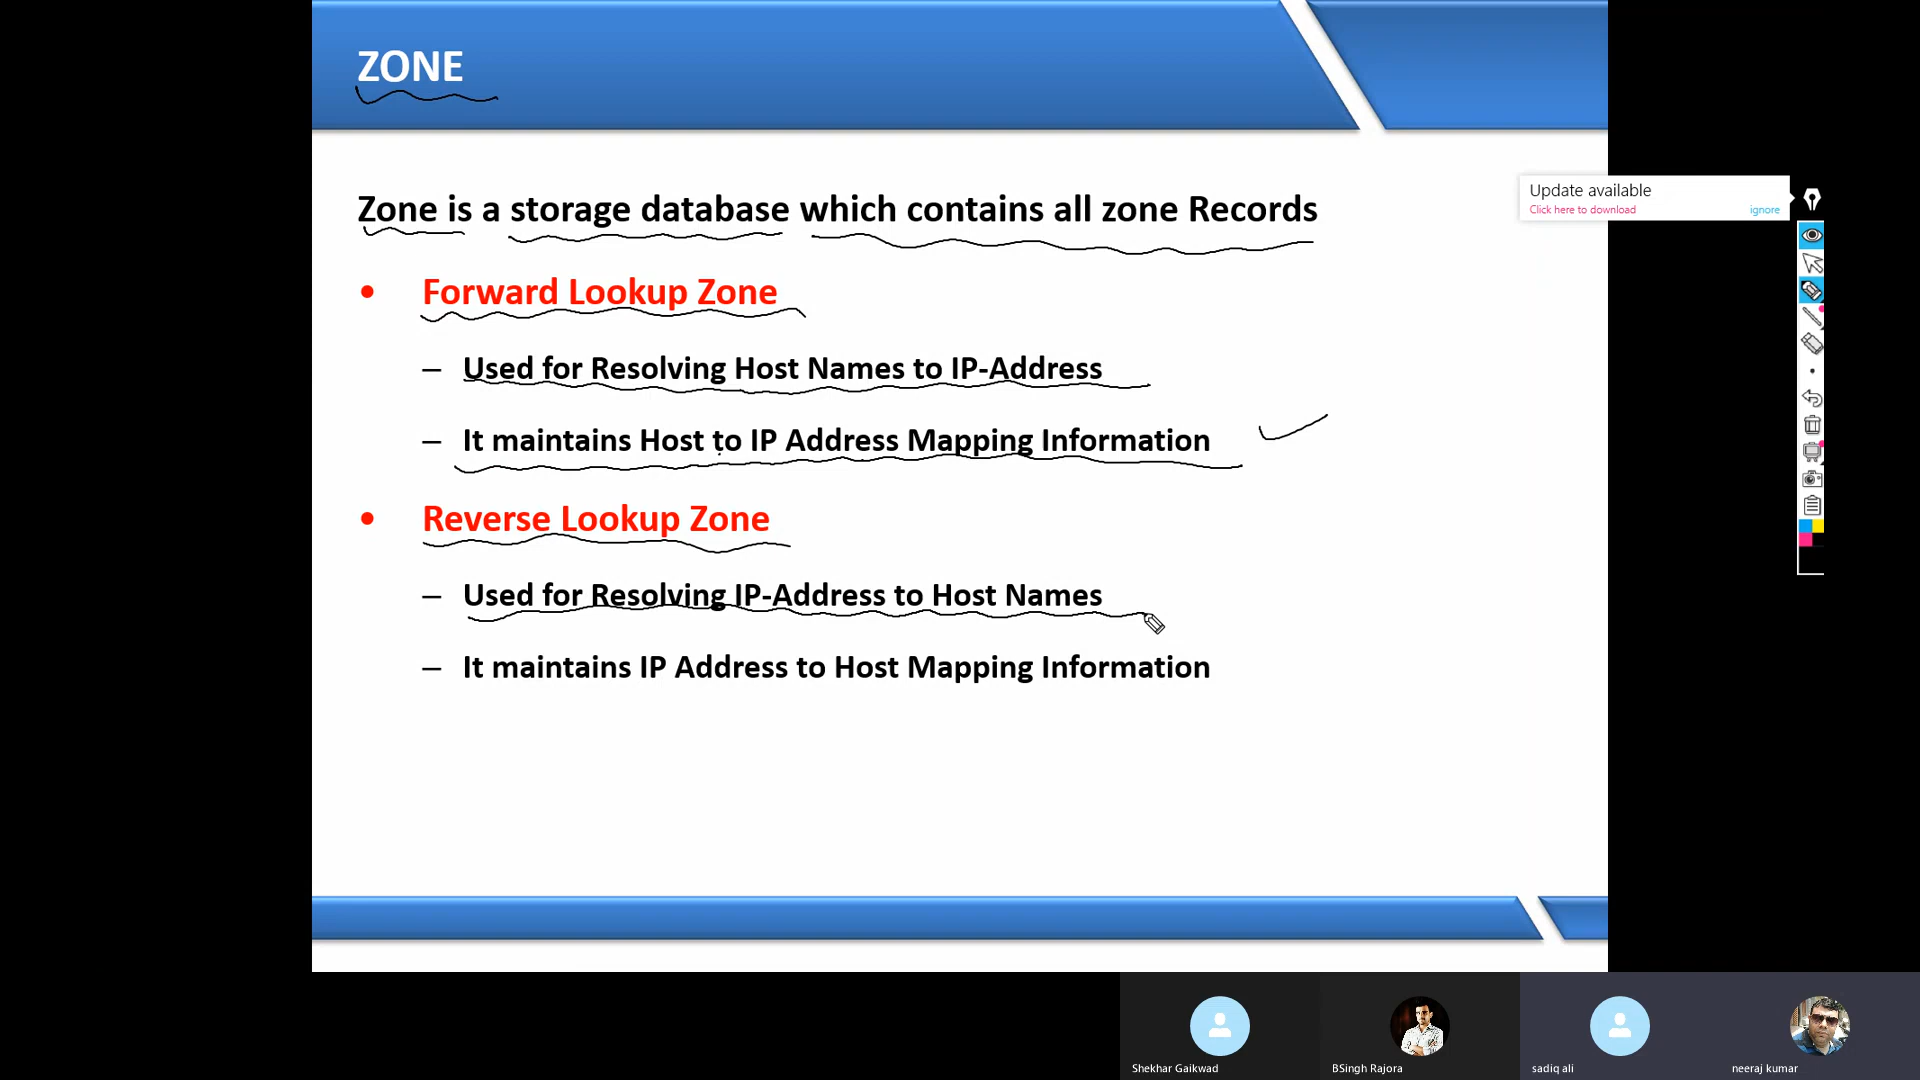 ZONE
Zone is a storage database which contains all zone Records
• Forward Lookup Zone
– Used for Resolving Host Names to IP-Address
– It maintains Host to IP Address Mapping Information
• Reverse Lookup Zone
– Used for Resolving IP-Address to Host Names
– It maintains IP Address to Host Mapping Information
Update available
Click here to download ignore
Shekhar Gaikwad
BSingh Rajora
sadiq ali
neeraj kumar